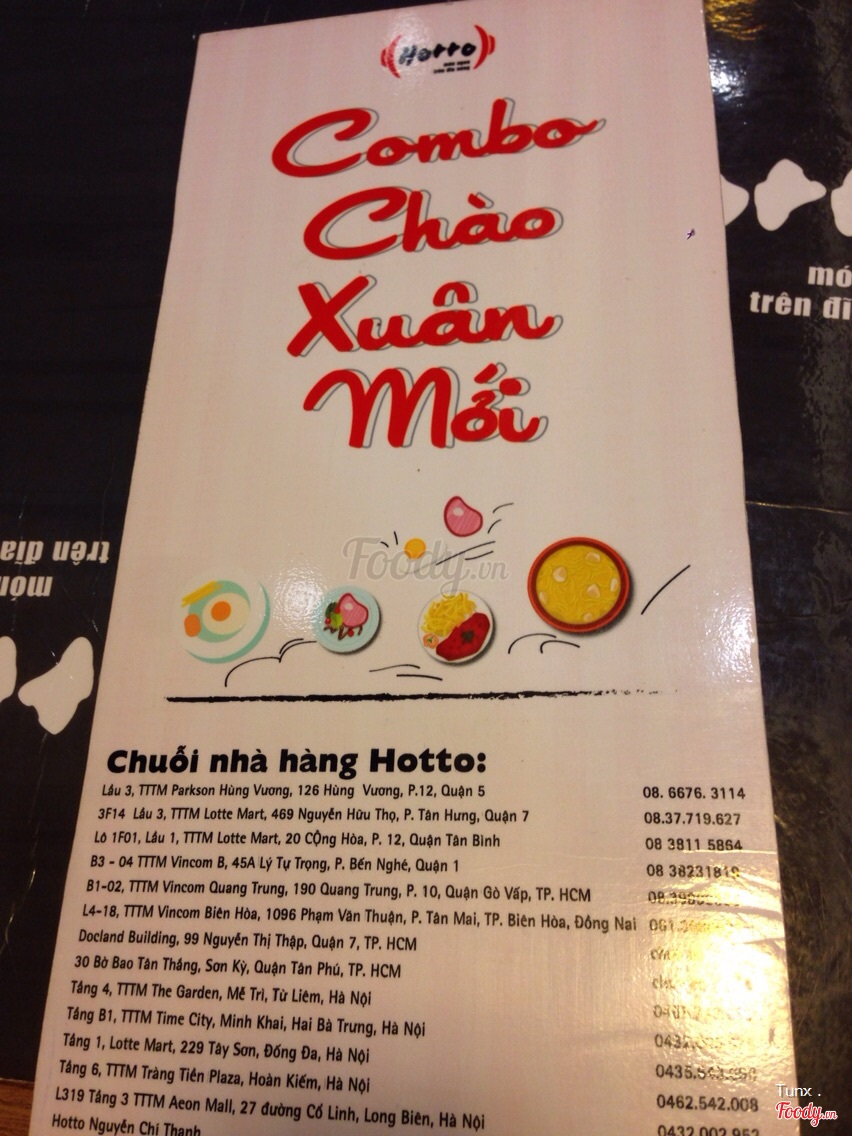 Hotto
Combo
Chào
Xuân
Mới
mó
trên đĩ
trên đĩa
món
Foody.vn
Chuỗi nhà hàng Hotto:
Lầu 3, TTTM Parkson Hùng Vương, 126 Hùng Vương, P.12, Quận 5 08. 6676. 3114
3F14 Lầu 3, TTTM Lotte Mart, 469 Nguyễn Hữu Thọ, P. Tân Hưng, Quận 7 08.37.719.627
Lô 1F01, Lầu 1, TTTM Lotte Mart, 20 Cộng Hòa, P. 12, Quận Tân Bình 08 3811 5864
B3 - 04 TTTM Vincom B, 45A Lý Tự Trọng, P. Bến Nghé, Quận 1 08 38231819
B1-02, TTTM Vincom Quang Trung, 190 Quang Trung, P. 10, Quận Gò Vấp, TP. HCM
L4-18, TTTM Vincom Biên Hòa, 1096 Phạm Văn Thuận, P. Tân Mai, TP. Biên Hòa, Đồng Nai
Docland Building, 99 Nguyễn Thị Thập, Quận 7, TP. HCM
30 Bờ Bao Tân Thắng, Sơn Kỳ, Quận Tân Phú, TP. HCM
Tầng 4, TTTM The Garden, Mễ Trì, Từ Liêm, Hà Nội
Tầng B1, TTTM Time City, Minh Khai, Hai Bà Trưng, Hà Nội
Tầng 1, Lotte Mart, 229 Tây Sơn, Đống Đa, Hà Nội
Tầng 6, TTTM Tràng Tiền Plaza, Hoàn Kiếm, Hà Nội 0462.542.008
L319 Tầng 3 TTTM Aeon Mall, 27 đường Cổ Linh, Long Biên, Hà Nội 0432.002.952
Hotto Nguyễn Chí Thanh
Tunx .
Foody.vn